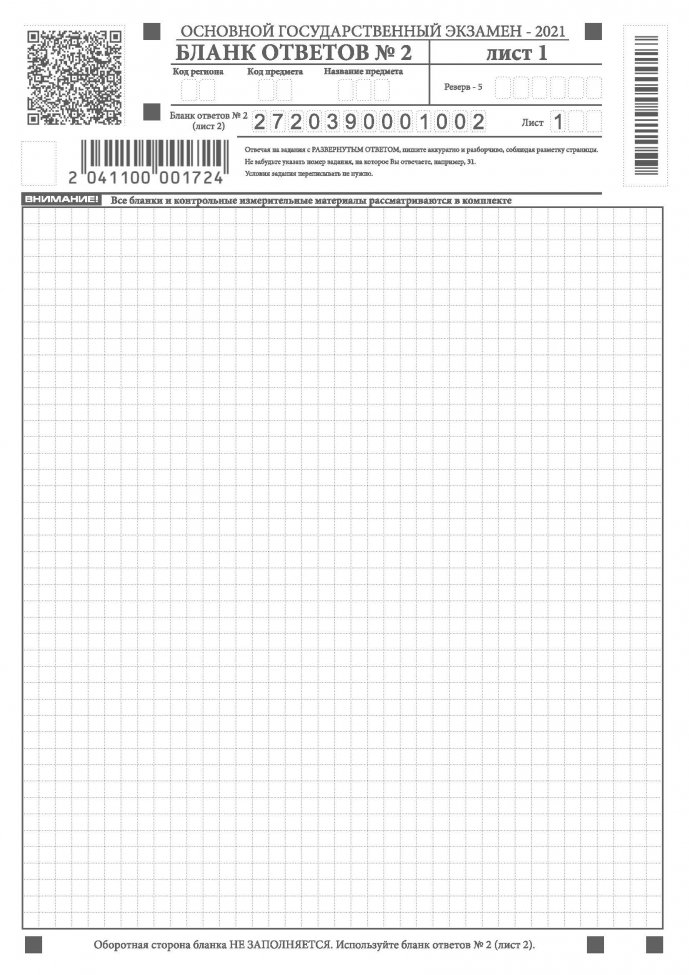 ОСНОВНОЙ ГОСУДАРСТВЕННЫЙ ЭКЗАМЕН - 2021
БЛАНК ОТВЕТОВ № 2
лист 1
Код региона
Код предмета
Название предмета
Резерв - 5
Бланк ответов № 2
(лист 2)
2720390001002
Лист
1
2 041100 001724
Отвечая на задания с РАЗВЕРНУТЫМ ОТВЕТОМ, пишите аккуратно и разборчиво, соблюдая разметку страницы.
Не забудьте указать номер задания, на которое Вы отвечаете, например, 31.
Условия задания переписывать не нужно.
ВНИМАНИЕ! Все бланки и контрольные измерительные материалы рассматриваются в комплекте
Оборотная сторона бланка НЕ ЗАПОЛНЯЕТСЯ. Используйте бланк ответов № 2 (лист 2).